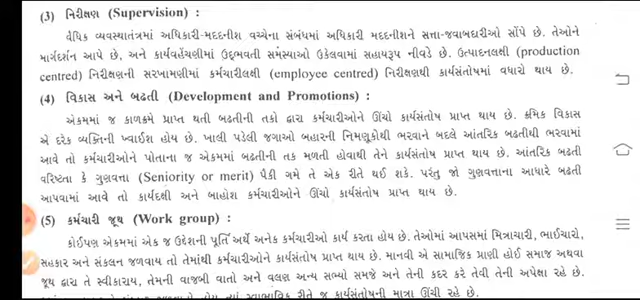 (3) નિરીક્ષણ (Supervision) :
વૈધિક વ્યવસ્થાતંત્રમાં અધિકારી-મદદનીશ વચ્ચેના સંબંધમાં અધિકારી મદદનીશને સત્તા-જવાબદારીઓ સોંપે છે. તેઓને
માર્ગદર્શન આપે છે, અને કાર્યવહેંચણીમાં ઉદ્દભવતી સમસ્યાઓ ઉકેલવામાં સહાયરૂપ નીવડે છે. ઉત્પાદનલક્ષી (production
centred) નિરીક્ષણની સરખામણીમાં કર્મચારીલક્ષી (employee centred) નિરીક્ષણથી કાર્યસંતોષમાં વધારો થાય છે.
(4) વિકાસ અને બઢતી (Development and Promotions) :
એકમમાં જ કાળક્રમે પ્રાપ્ત થતી બઢતીની તકો દ્વારા કર્મચારીઓને ઊંચો કાર્યસંતોષ પ્રાપ્ત થાય છે. ક્રમિક વિકાસ
એ દરેક વ્યક્તિની ખ્વાઈશ હોય છે. ખાલી પડેલી જગાઓ બહારની નિમણૂકોથી ભરવાને બદલે આંતરિક બઢતીથી ભરવામાં
આવે તો કર્મચારીઓને પોતાના જ એકમમાં બઢતીની તક મળતી હોવાથી તેને કાર્યસંતોષ પ્રાપ્ત થાય છે. આંતરિક બઢતી
વરિષ્ટતા કે ગુણવત્તા (Seniority or merit) પૈકી ગમે તે એક રીતે થઈ શકે. પરંતુ જો ગુણવત્તાના આધારે બઢતી
આપવામાં આવે તો કાર્યદક્ષી અને બાહોશ કર્મચારીઓને ઊંચો કાર્યસંતોષ પ્રાપ્ત થાય છે.
(5) કર્મચારી જૂથ (Work group) :
કોઈપણ એકમમાં એક જ ઉદ્દેશની પૂર્તિ અર્થે અનેક કર્મચારીઓ કાર્ય કરતા હોય છે. તેઓમાં આપસમાં મિત્રાચારી, ભાઈચારો,
સહકાર અને સંકલન જળવાય તો તેમાંથી કર્મચારીઓને કાર્યસંતોષ પ્રાપ્ત થાય છે. માનવી એ સામાજિક પ્રાણી હોઈ સમાજ અથવા
જૂથ દ્વારા તે સ્વીકારાય, તેમની વાજબી વાતો અને વલણ અન્ય સભ્યો સમજે અને તેની કદર કરે તેવી તેની અપેક્ષા રહે છે.
સ્વાભાવિક રીતે જ કાર્યસંતોષની માત્રા ઊંચી રહે છે.